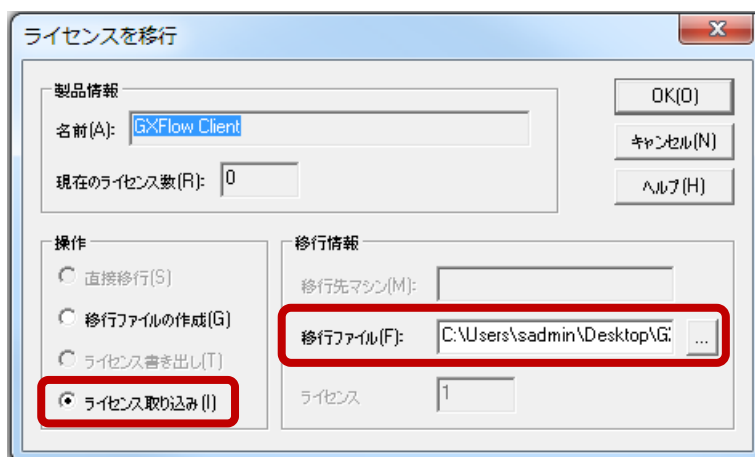 ライセンスを移行
製品情報
名前(A): GXFlow Client
現在のライセンス数(R): 0
OK(O)
キャンセル(N)
ヘルプ(H)
操作
直接移行(S)
移行ファイルの作成(G)
ライセンス書き出し(T)
ライセンス取り込み(I)
移行情報
移行先マシン(M):
移行ファイル(F): C:\Users\sadmin\Desktop\G ...
ライセンス 1